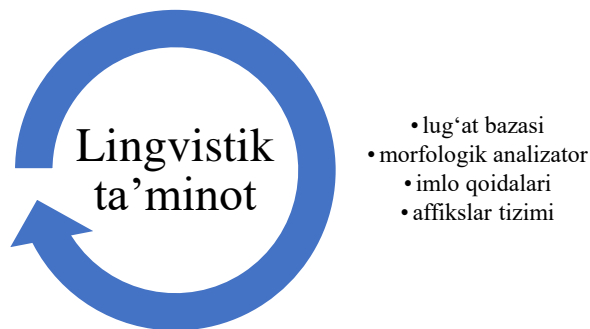 Lingvistik
ta’minot
• lug‘at bazasi
• morfologik analizator
• imlo qoidalari
• affikslar tizimi